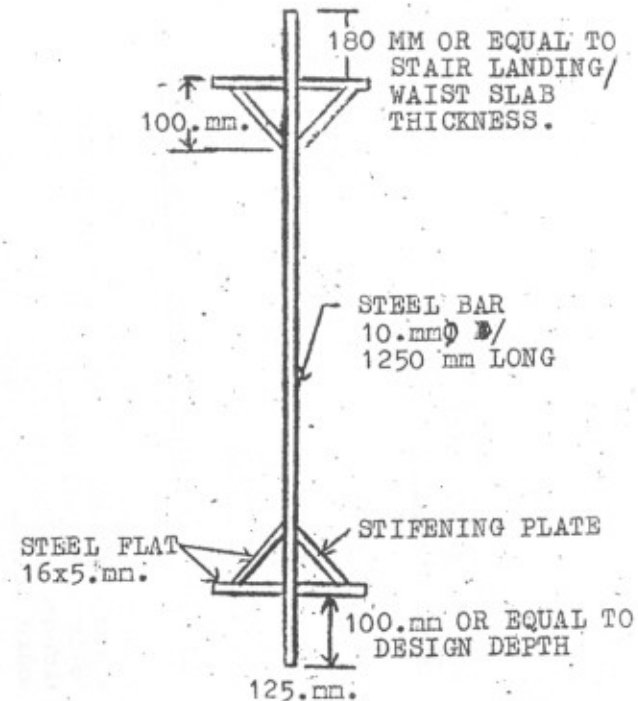 180 MM OR EQUAL TO
STAIR LANDING/
WAIST SLAB
THICKNESS.
100.mm.
STEEL BAR
10.mmϕ /
1250 mm LONG
STIFENING PLATE
STEEL FLAT
16x5.mm.
100.mm OR EQUAL TO
DESIGN DEPTH
125.mm.